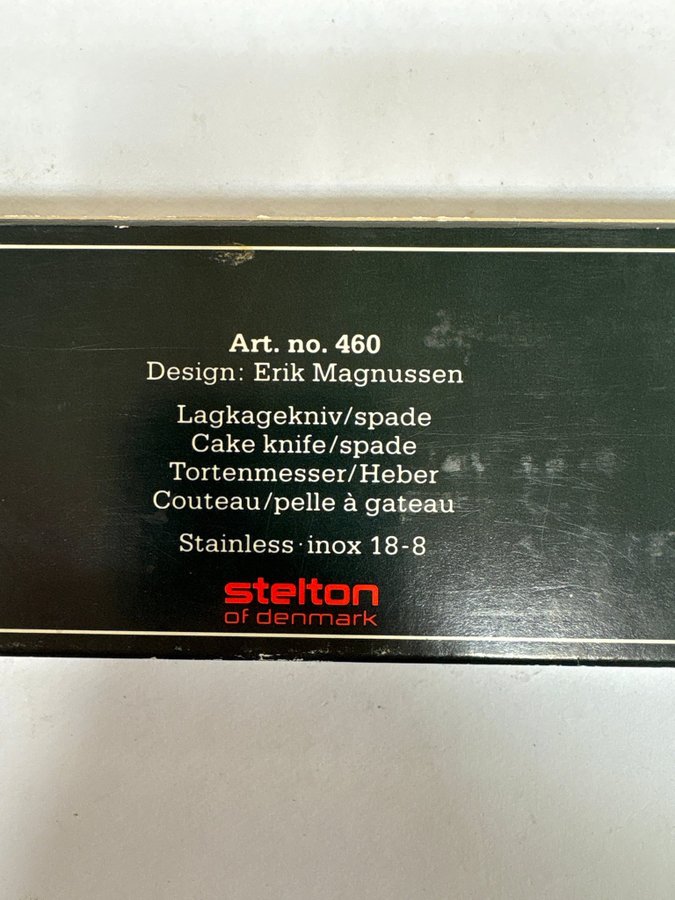 Art. no. 460
Design: Erik Magnussen
Lagkagekniv/spade
Cake knife/spade
Tortenmesser/Heber
Couteau/pelle à gateau
Stainless·inox 18-8
stelton
of denmark